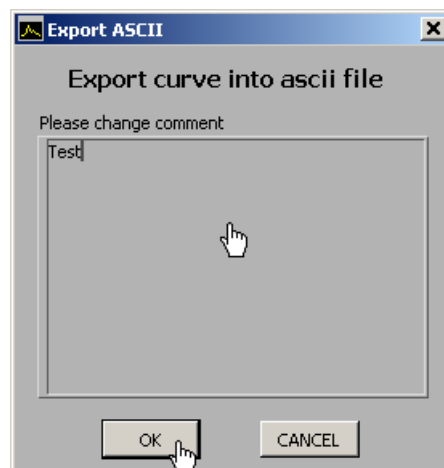 Export ASCII
Export curve into ascii file
Please change comment
Test
OK CANCEL